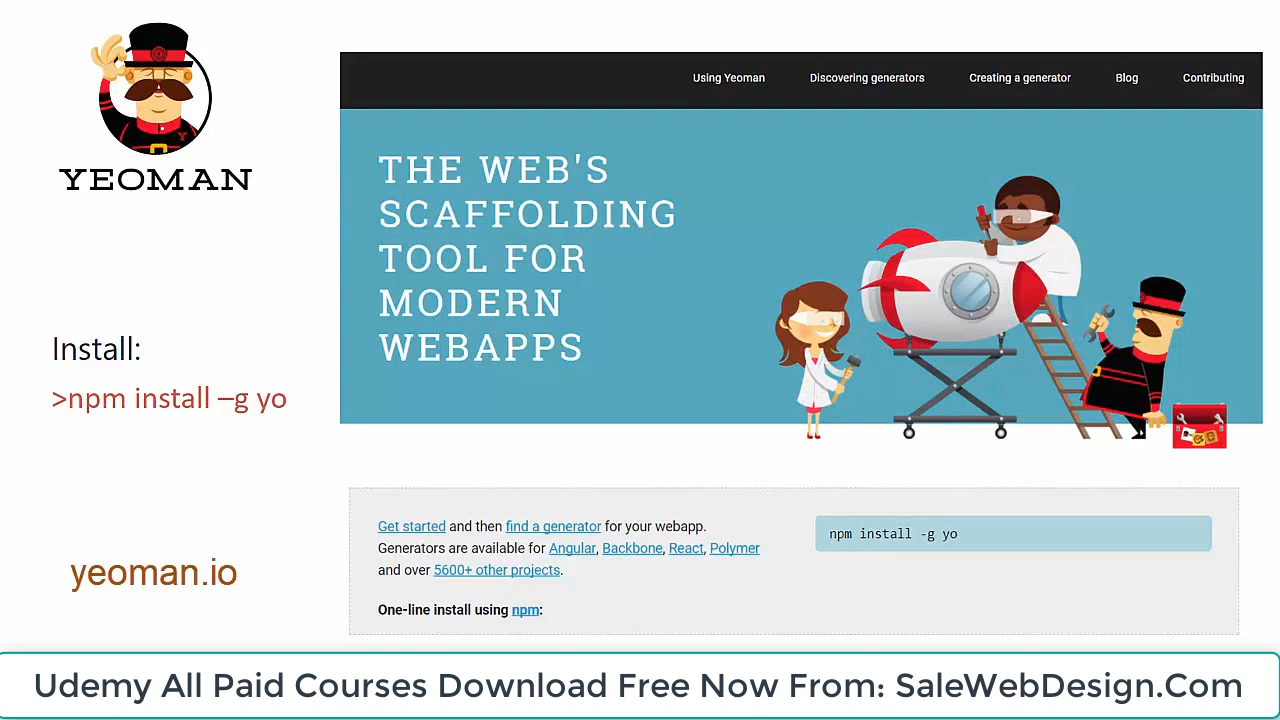 YEOMAN
Install:
>npm install –g yo
yeoman.io
Using Yeoman Discovering generators Creating a generator Blog Contributing
THE WEB'S
SCAFFOLDING
TOOL FOR
MODERN
WEBAPPS
Get started and then find a generator for your webapp.
Generators are available for Angular, Backbone, React, Polymer
and over 5600+ other projects.
One-line install using npm:
npm install -g yo
Udemy All Paid Courses Download Free Now From: SaleWebDesign.Com